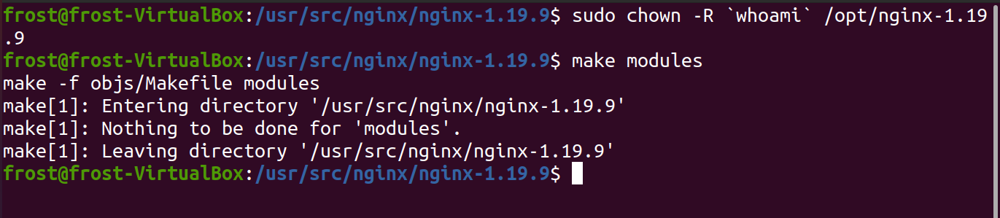 frost@frost-VirtualBox:/usr/src/nginx/nginx-1.19.9$ sudo chown -R `whoami` /opt/nginx-1.19
.9
frost@frost-VirtualBox:/usr/src/nginx/nginx-1.19.9$ make modules
make -f objs/Makefile modules
make[1]: Entering directory '/usr/src/nginx/nginx-1.19.9'
make[1]: Nothing to be done for 'modules'.
make[1]: Leaving directory '/usr/src/nginx/nginx-1.19.9'
frost@frost-VirtualBox:/usr/src/nginx/nginx-1.19.9$